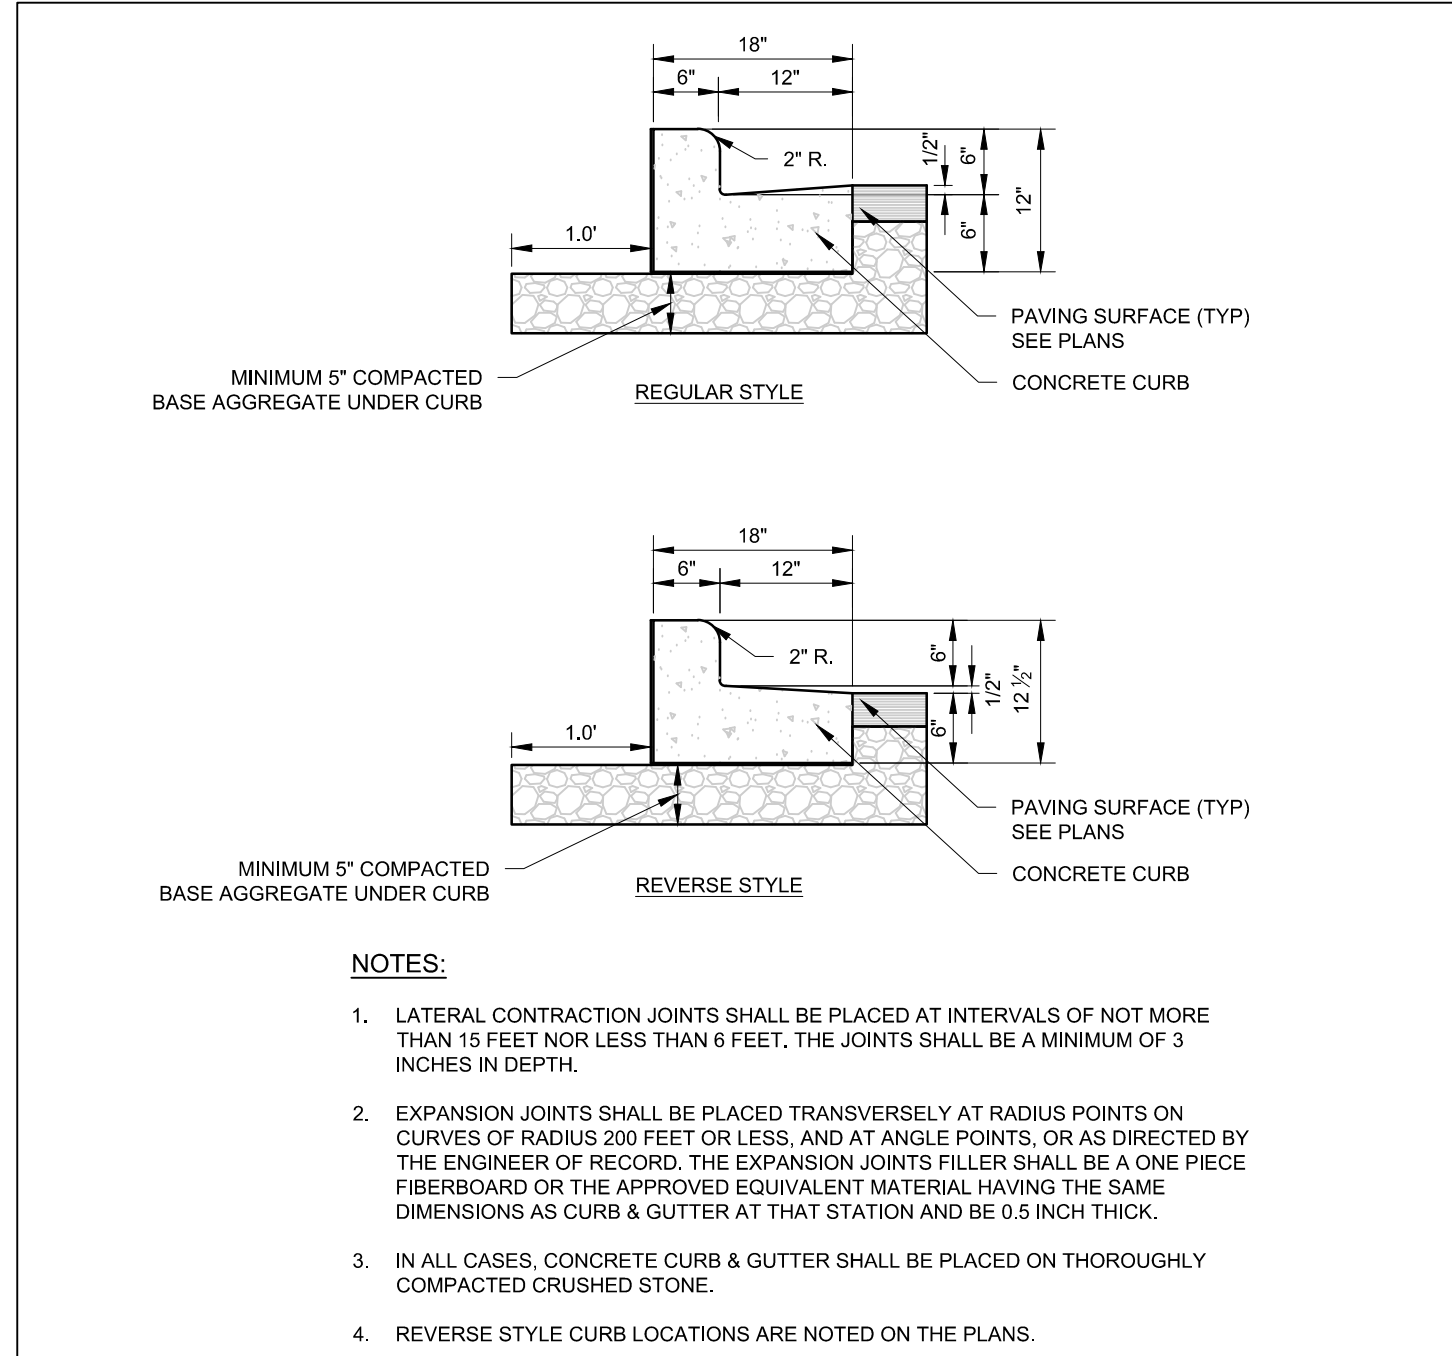 18"
6" 12"
2" R.
1/2"
6"
12"
6"
1.0'
PAVING SURFACE (TYP)
SEE PLANS
MINIMUM 5" COMPACTED
BASE AGGREGATE UNDER CURB
CONCRETE CURB
REGULAR STYLE
18"
6" 12"
2" R.
6"
1/2"
12 ½"
6"
1.0'
PAVING SURFACE (TYP)
SEE PLANS
MINIMUM 5" COMPACTED
BASE AGGREGATE UNDER CURB
CONCRETE CURB
REVERSE STYLE
NOTES:
1. LATERAL CONTRACTION JOINTS SHALL BE PLACED AT INTERVALS OF NOT MORE
THAN 15 FEET NOR LESS THAN 6 FEET. THE JOINTS SHALL BE A MINIMUM OF 3
INCHES IN DEPTH.
2. EXPANSION JOINTS SHALL BE PLACED TRANSVERSELY AT RADIUS POINTS ON
CURVES OF RADIUS 200 FEET OR LESS, AND AT ANGLE POINTS, OR AS DIRECTED BY
THE ENGINEER OF RECORD. THE EXPANSION JOINTS FILLER SHALL BE A ONE PIECE
FIBERBOARD OR THE APPROVED EQUIVALENT MATERIAL HAVING THE SAME
DIMENSIONS AS CURB & GUTTER AT THAT STATION AND BE 0.5 INCH THICK.
3. IN ALL CASES, CONCRETE CURB & GUTTER SHALL BE PLACED ON THOROUGHLY
COMPACTED CRUSHED STONE.
4. REVERSE STYLE CURB LOCATIONS ARE NOTED ON THE PLANS.